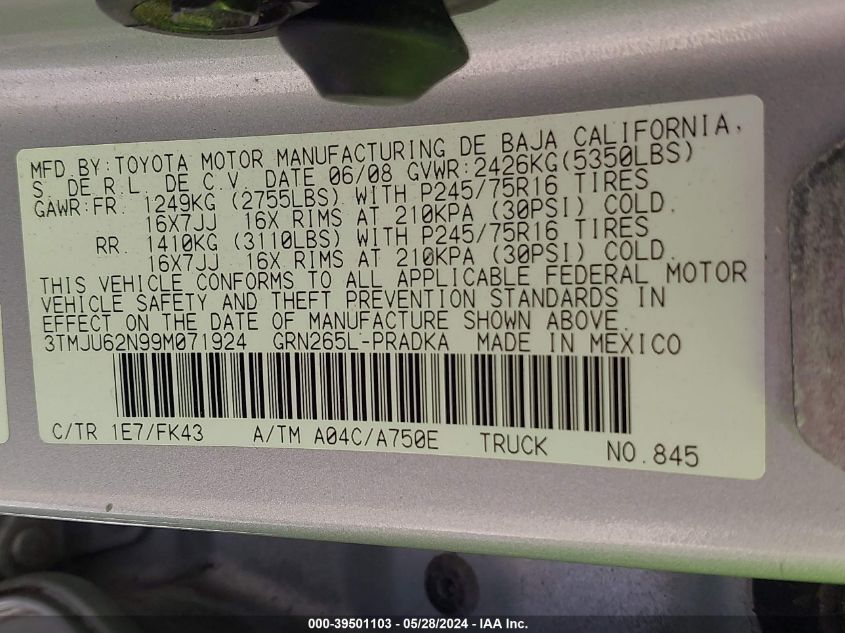 MFD.BY:TOYOTA MOTOR MANUFACTURING DE BAJA CALIFORNIA,
S. DE R.L. DE C.V. DATE 06/08 GVWR:2426KG(5350LBS)
GAWR:FR. 1249KG (2755LBS) WITH P245/75R16 TIRES
16X7JJ 16X RIMS AT 210KPA (30PSI) COLD.
RR. 1410KG (3110LBS) WITH P245/75R16 TIRES
16X7JJ 16X RIMS AT 210KPA (30PSI) COLD.
THIS VEHICLE CONFORMS TO ALL APPLICABLE FEDERAL MOTOR
VEHICLE SAFETY AND THEFT PREVENTION STANDARDS IN
EFFECT ON THE DATE OF MANUFACTURE SHOWN ABOVE.
3TMJU62N99M071924 GRN265L-PRADKA MADE IN MEXICO
C/TR 1E7/FK43 A/TM A04C/A750E TRUCK NO.845
000-39501103 - 05/28/2024 - IAA Inc.